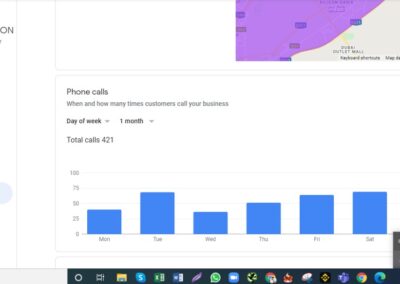 ON
DUBAI
OUTLET MALL
Keyboard shortcuts
Map da
Phone calls
When and how many times customers call your business
Day of week
1 month
Total calls 421
100
75
50
25
0
Mon
Tue
Wed
Thu
Fri
Sat